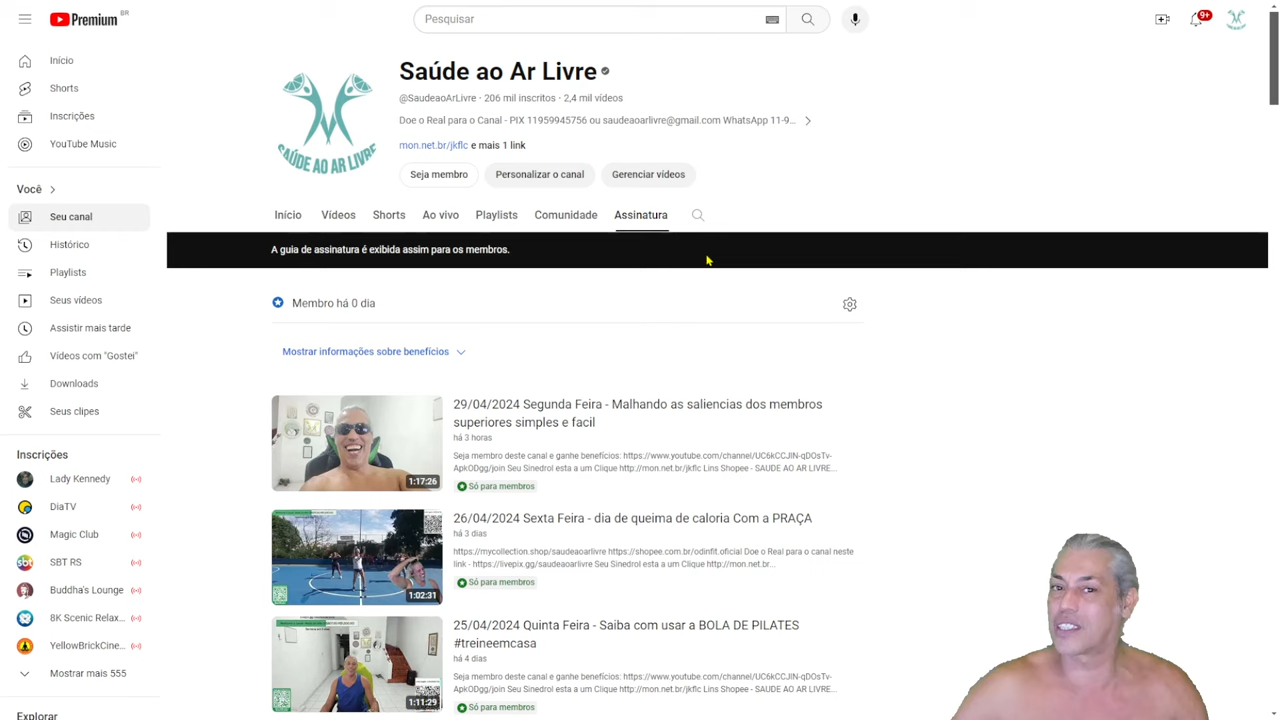 Premium BR
Pesquisar
9+
Início
Shorts
Inscrições
YouTube Music
Você
Seu canal
Histórico
Playlists
Seus vídeos
Assistir mais tarde
Vídeos com "Gostei"
Downloads
Seus clipes
Inscrições
Lady Kennedy
DiaTV
Magic Club
SBT RS
Buddha's Lounge
8K Scenic Relax...
YellowBrickCine...
Mostrar mais 555
Explorar
SAÚDE AO AR LIVRE
Saúde ao Ar Livre
@SaudeaoArLivre · 206 mil inscritos · 2,4 mil vídeos
Doe o Real para o Canal - PIX 11959945756 ou saudeaoarlivre@gmail.com WhatsApp 11-9...
mon.net.br/jkflc e mais 1 link
Seja membro
Personalizar o canal
Gerenciar vídeos
Início Vídeos Shorts Ao vivo Playlists Comunidade Assinatura
A guia de assinatura é exibida assim para os membros.
Membro há 0 dia
Mostrar informações sobre benefícios
1:17:26
29/04/2024 Segunda Feira - Malhando as saliencias dos membros
superiores simples e facil
há 3 horas
Seja membro deste canal e ganhe benefícios: https://www.youtube.com/channel/UC6kCCJIN-qDOsTv-
ApkODgg/join Seu Sinedrol esta a um Clique http://mon.net.br/jkflc Lins Shopee - SAUDE AO AR LIVRE...
Só para membros
1:02:31
26/04/2024 Sexta Feira - dia de queima de caloria Com a PRAÇA
há 3 dias
https://mycollection.shop/saudeaoarlivre https://shopee.com.br/odinfit.oficial Doe o Real para o canal neste
link - https://livepix.gg/saudeaoarlivre Seu Sinedrol esta a um Clique http://mon.net.br...
Só para membros
1:11:29
25/04/2024 Quinta Feira - Saiba com usar a BOLA DE PILATES
#treineemcasa
há 4 dias
Seja membro deste canal e ganhe benefícios: https://www.youtube.com/channel/UC6kCCJIN-qDOsTv-
ApkODgg/join Seu Sinedrol esta a um Clique http://mon.net.br/jkflc Lins Shopee - SAUDE AO AR LIVRE...
Só para membros